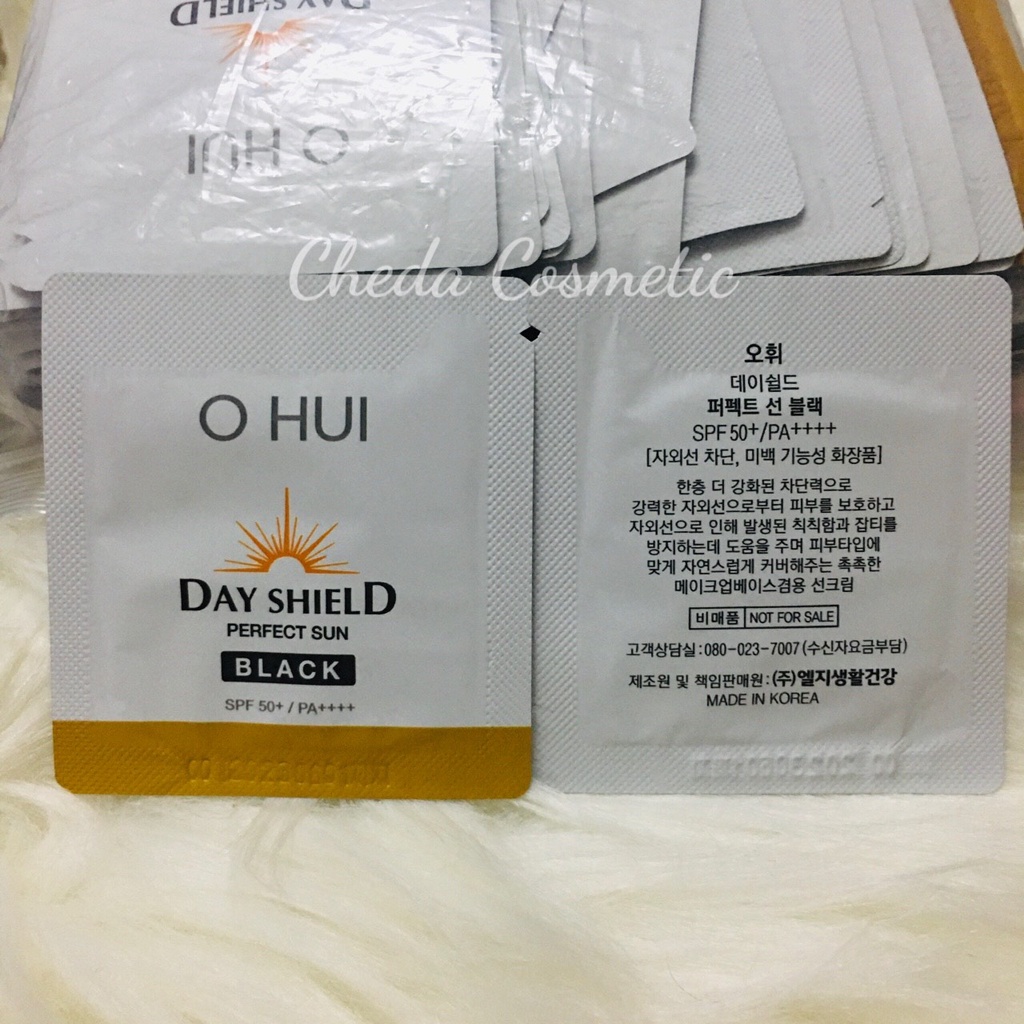 DAY SHIELD
O HUI
Cheda Cosmetic
O HUI
DAY SHIELD
PERFECT SUN
BLACK
SPF 50+ / PA++++
오휘
데이쉴드
퍼펙트 선 블랙
SPF 50+/PA++++
[자외선 차단, 미백 기능성 화장품]
한층 더 강화된 차단력으로
강력한 자외선으로부터 피부를 보호하고
자외선으로 인해 발생된 칙칙함과 잡티를
방지하는데 도움을 주며 피부타입에
맞게 자연스럽게 커버해주는 촉촉한
메이크업베이스겸용 선크림
비매품 NOT FOR SALE
고객상담실:080-023-7007(수신자요금부담)
제조원 및 책임판매원:(주)엘지생활건강
MADE IN KOREA